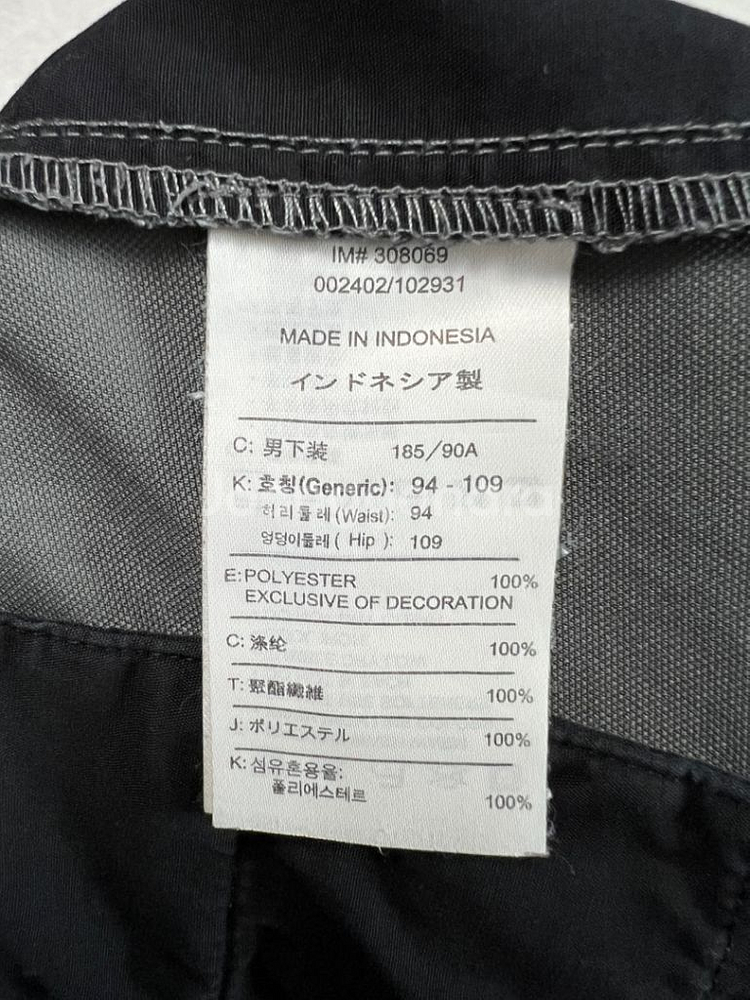 IM# 308069
002402/102931
MADE IN INDONESIA
インドネシア製
C: 男下装 185/90A
K: 호칭(Generic): 94 - 109
허리둘레(Waist): 94
엉덩이둘레( Hip ): 109
E: POLYESTER 100%
EXCLUSIVE OF DECORATION
C: 涤纶 100%
T: 聚酯纖維 100%
J: ポリエステル 100%
K: 섬유혼용율:
폴리에스테르 100%